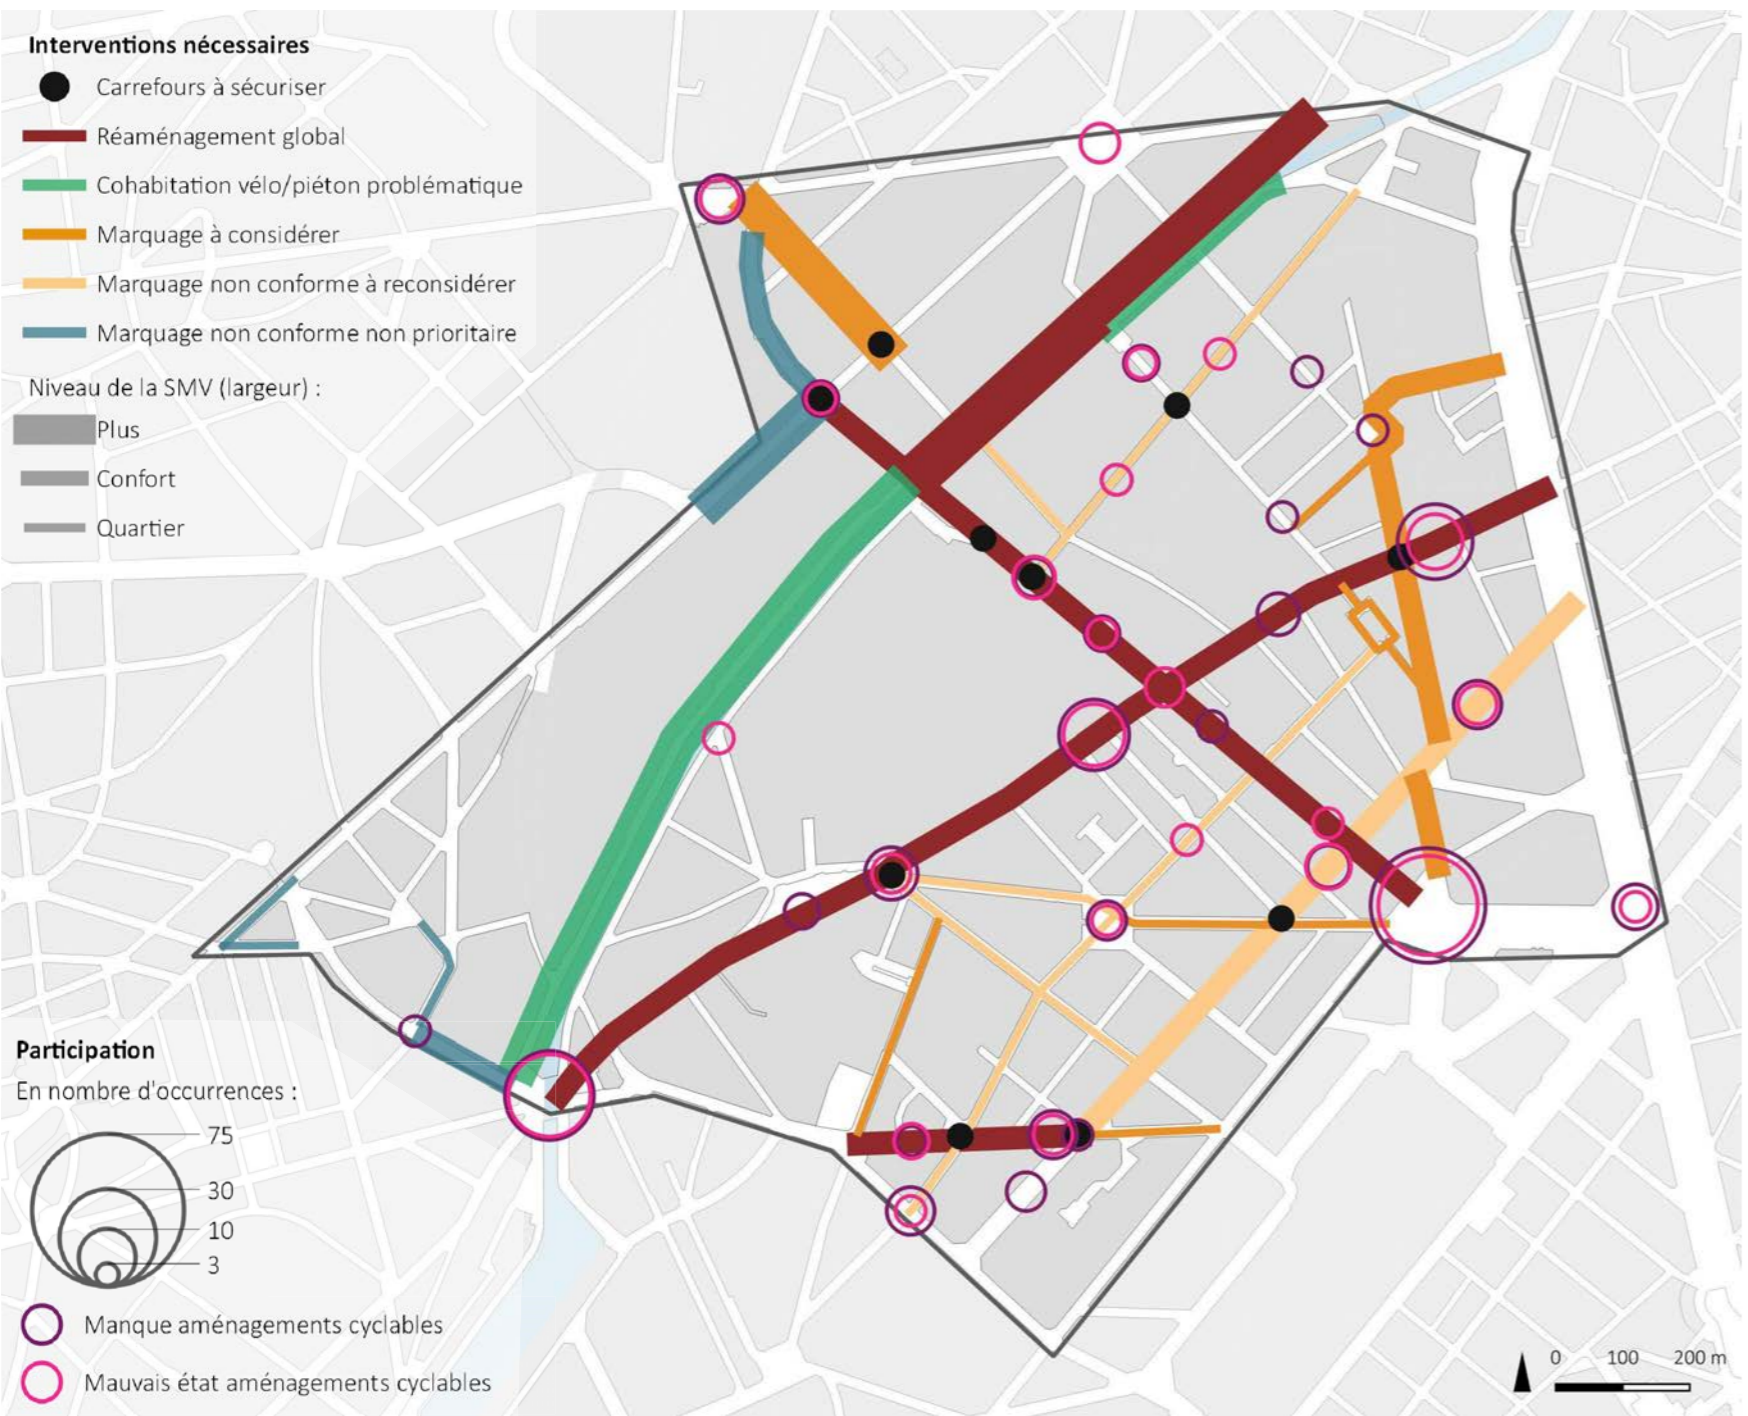 Interventions nécessaires
Carrefours à sécuriser
Réaménagement global
Cohabitation vélo/piéton problématique
Marquage à considérer
Marquage non conforme à reconsidérer
Marquage non conforme non prioritaire
Niveau de la SMV (largeur) :
Plus
Confort
Quartier
Participation
En nombre d'occurrences :
75
30
10
3
Manque aménagements cyclables
Mauvais état aménagements cyclables
0 100 200 m